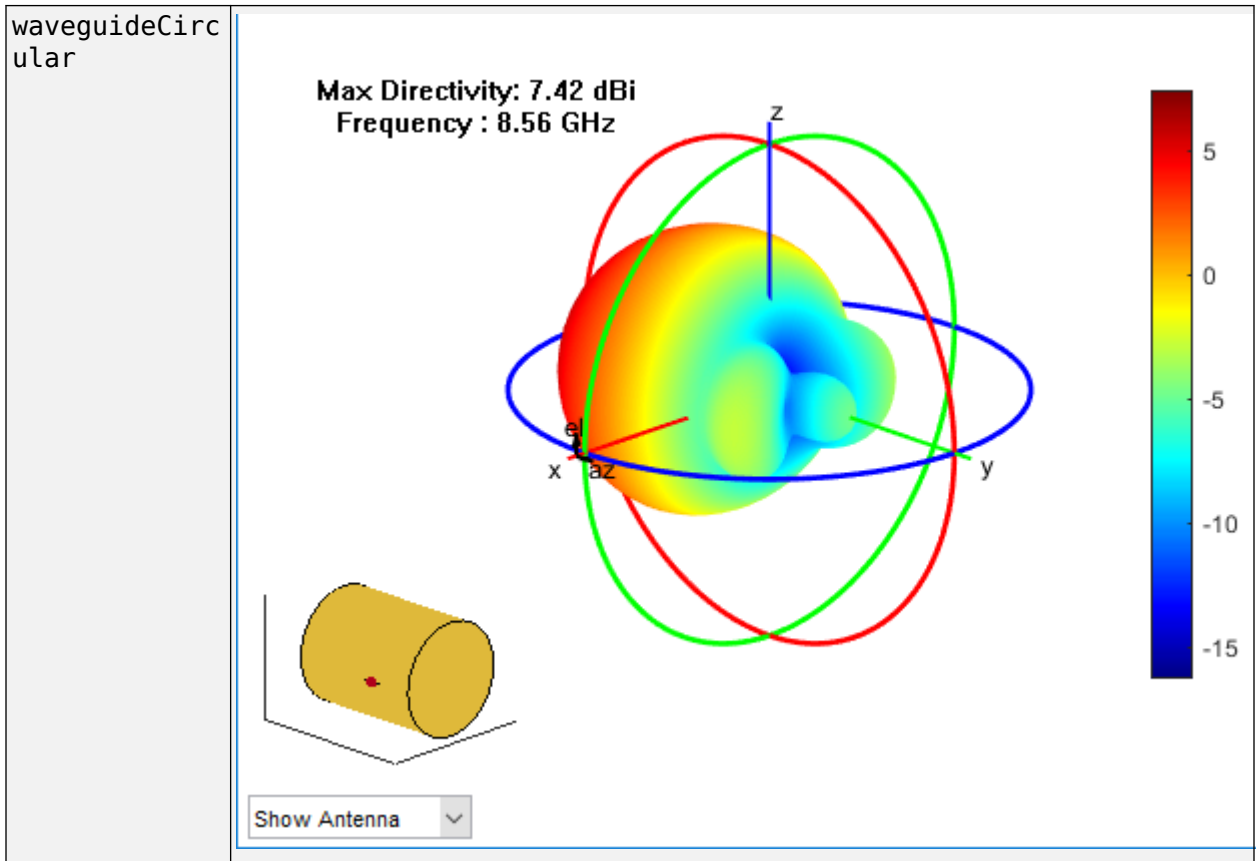 waveguideCirc
ular
Max Directivity: 7.42 dBi
Frequency : 8.56 GHz
z
5
0
-5
-10
-15
el
x
az
y
Show Antenna